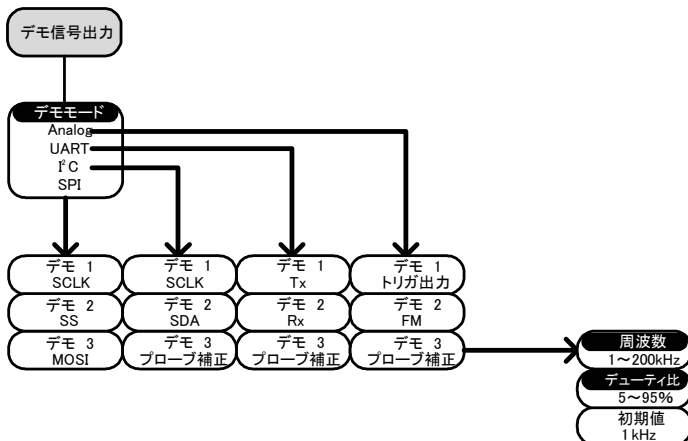 デモ信号出力
デモモード
Analog
UART
I²C
SPI
デモ 1
SCLK
デモ 2
SS
デモ 3
MOSI
デモ 1
SCLK
デモ 2
SDA
デモ 3
プローブ補正
デモ 1
Tx
デモ 2
Rx
デモ 3
プローブ補正
デモ 1
トリガ出力
デモ 2
FM
デモ 3
プローブ補正
周波数
1～200kHz
デューティ比
5～95%
初期値
1kHz